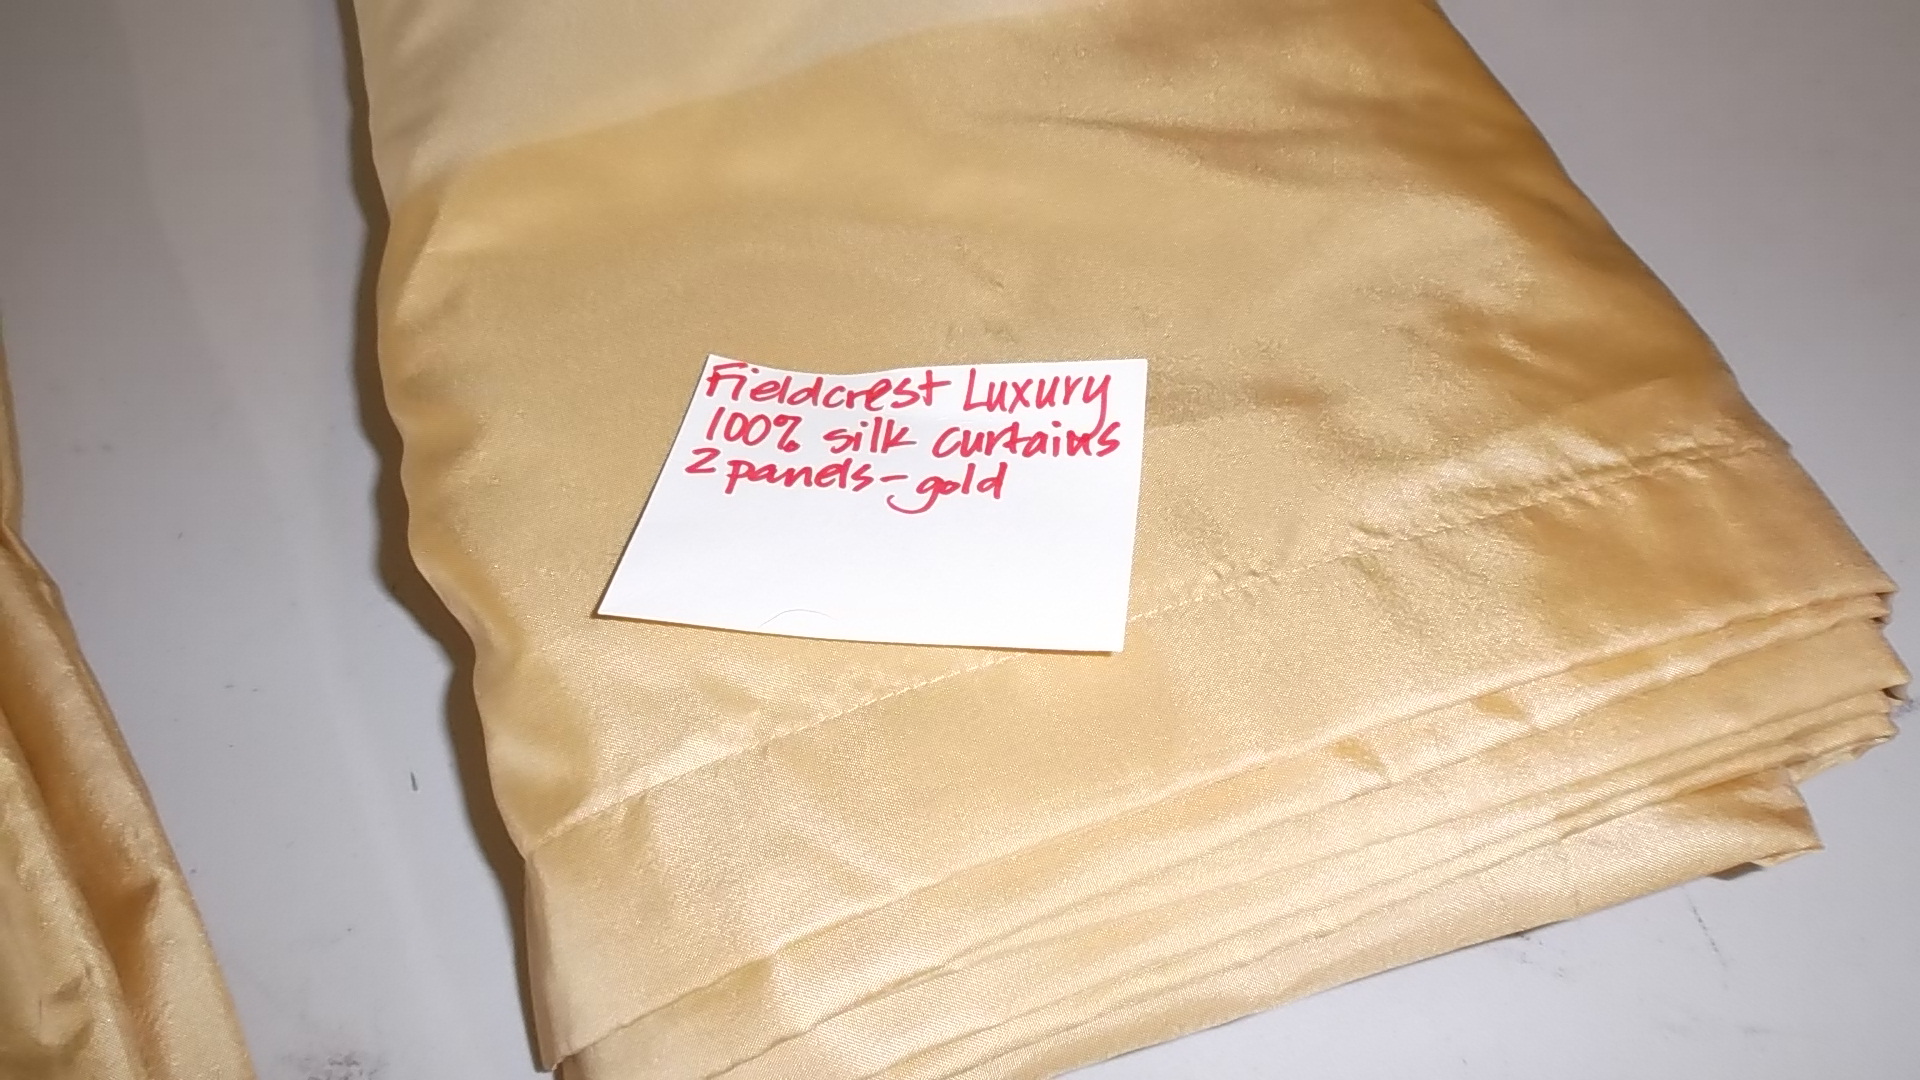 Fieldcrest Luxury
100% silk curtains
2 panels-gold